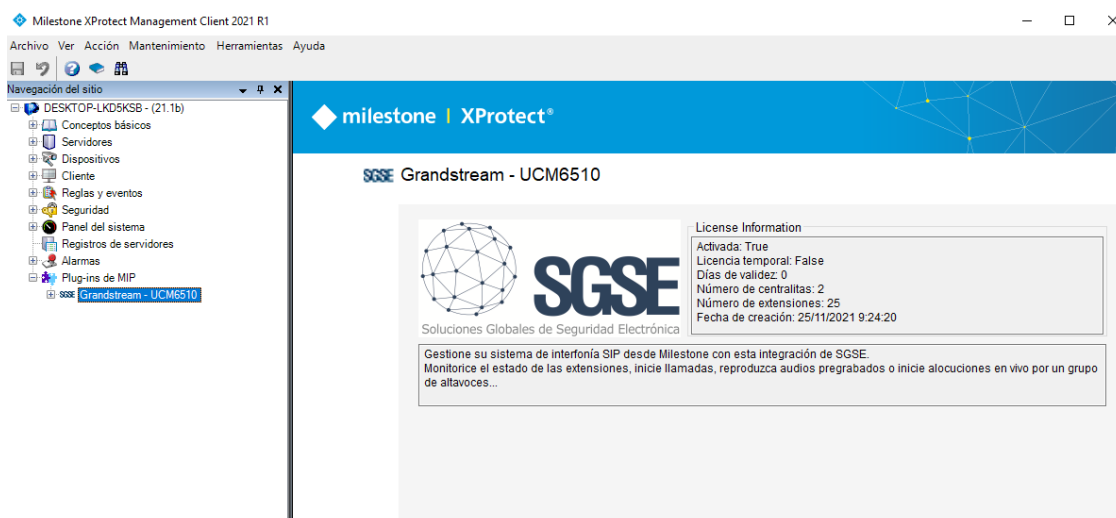 Milestone XProtect Management Client 2021 R1
Archivo Ver Acción Mantenimiento Herramientas Ayuda
Navegación del sitio
DESKTOP-LKD5KSB - (21.1b)
Conceptos básicos
Servidores
Dispositivos
Cliente
Reglas y eventos
Seguridad
Panel del sistema
Registros de servidores
Alarmas
Plug-ins de MIP
SGSE Grandstream - UCM6510
milestone | XProtect®
SGSE Grandstream - UCM6510
SGSE
Soluciones Globales de Seguridad Electrónica
License Information
Activada: True
Licencia temporal: False
Días de validez: 0
Número de centralitas: 2
Número de extensiones: 25
Fecha de creación: 25/11/2021 9:24:20
Gestione su sistema de interfonía SIP desde Milestone con esta integración de SGSE.
Monitorice el estado de las extensiones, inicie llamadas, reproduzca audios pregrabados o inicie alocuciones en vivo por un grupo
de altavoces...